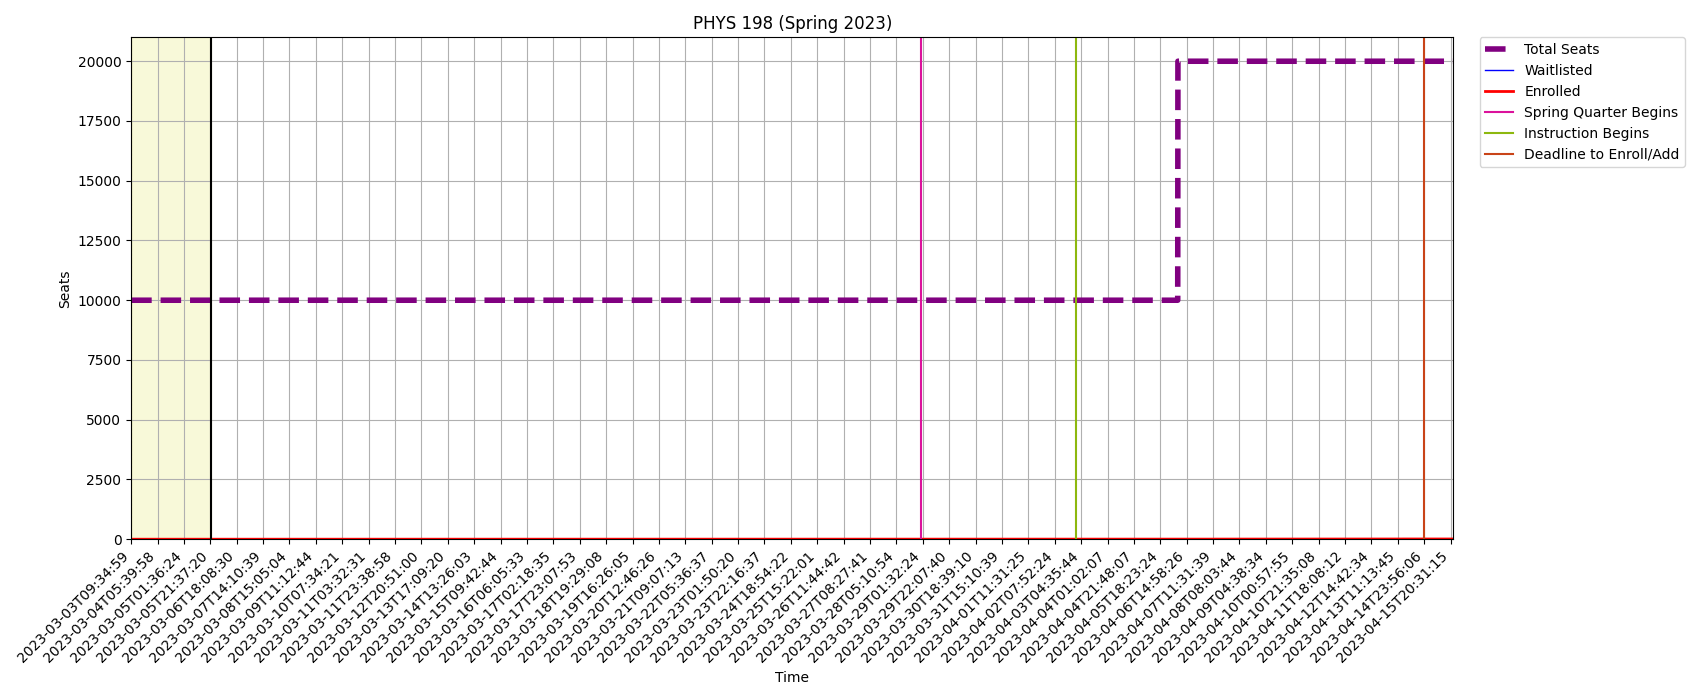 PHYS 198 (Spring 2023)
Total Seats
Waitlisted
Enrolled
Spring Quarter Begins
Instruction Begins
Deadline to Enroll/Add
Seats
20000
17500
15000
12500
10000
7500
5000
2500
0
2023-03-03T09:34:59
2023-03-04T05:39:58
2023-03-05T01:36:24
2023-03-05T21:37:20
2023-03-06T18:08:30
2023-03-07T14:10:39
2023-03-08T15:05:04
2023-03-09T11:12:44
2023-03-10T07:34:21
2023-03-11T03:32:31
2023-03-11T23:38:58
2023-03-12T20:51:00
2023-03-13T17:09:20
2023-03-14T13:26:03
2023-03-15T09:42:44
2023-03-16T06:05:33
2023-03-17T02:18:35
2023-03-17T23:07:53
2023-03-18T19:29:08
2023-03-19T16:26:05
2023-03-20T12:46:26
2023-03-21T09:07:13
2023-03-22T05:36:37
2023-03-23T01:50:20
2023-03-23T22:16:37
2023-03-24T18:54:22
2023-03-25T15:22:01
2023-03-26T11:44:42
2023-03-27T08:27:41
2023-03-28T05:10:54
2023-03-29T01:32:24
2023-03-29T22:07:40
2023-03-30T18:39:10
2023-03-31T15:10:39
2023-04-01T11:31:25
2023-04-02T07:52:24
2023-04-03T04:35:44
2023-04-04T01:02:07
2023-04-04T21:48:07
2023-04-05T18:23:24
2023-04-06T14:58:26
2023-04-07T11:31:39
2023-04-08T08:03:44
2023-04-09T04:38:34
2023-04-10T00:57:55
2023-04-10T21:35:08
2023-04-11T18:08:12
2023-04-12T14:42:34
2023-04-13T11:13:45
2023-04-14T23:56:06
2023-04-15T20:31:15
Time